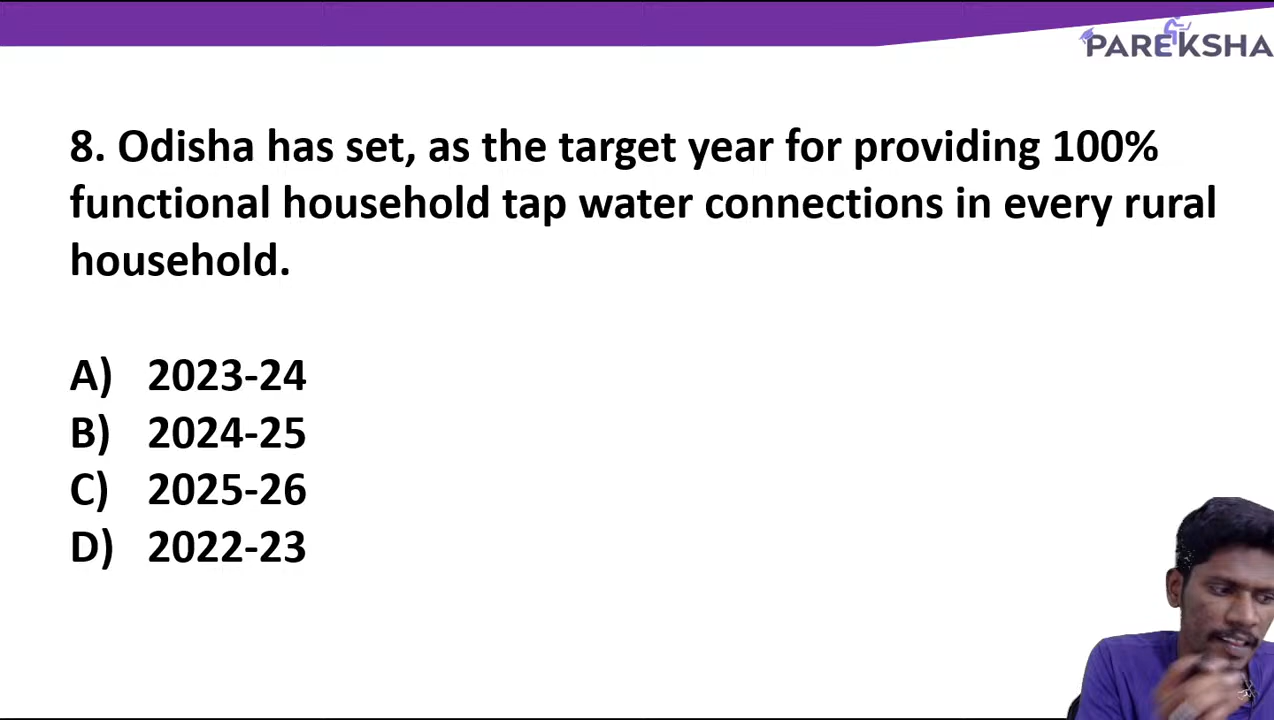 PAREKSHA
8. Odisha has set, as the target year for providing 100%
functional household tap water connections in every rural
household.
A) 2023-24
B) 2024-25
C) 2025-26
D) 2022-23